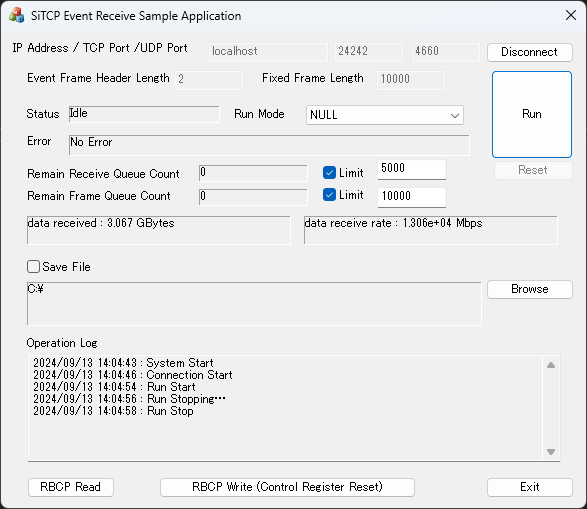 SiTCP Event Receive Sample Application
IP Address / TCP Port /UDP Port localhost 24242 4660 Disconnect
Event Frame Header Length 2 Fixed Frame Length 10000
Status Idle Run Mode NULL Run
Error No Error
Reset
Remain Receive Queue Count 0 Limit 5000
Remain Frame Queue Count 0 Limit 10000
data received : 3.067 GBytes data receive rate : 1.306e+04 Mbps
Save File
C:¥ Browse
Operation Log
2024/09/13 14:04:43 : System Start
2024/09/13 14:04:46 : Connection Start
2024/09/13 14:04:54 : Run Start
2024/09/13 14:04:56 : Run Stopping…
2024/09/13 14:04:58 : Run Stop
RBCP Read RBCP Write (Control Register Reset) Exit